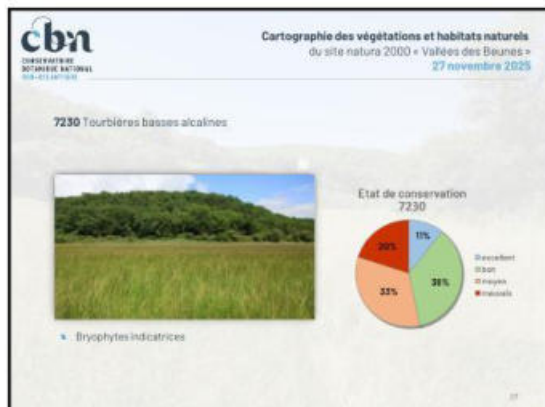 cbn
CONSERVATOIRE
BOTANIQUE NATIONAL
SUD-ATLANTIQUE
Cartographie des végétations et habitats naturels
du site natura 2000 « Vallées des Beunes »
27 novembre 2025
7230 Tourbières basses alcalines
Etat de conservation
7230
11%
20%
36%
33%
excellent
bon
moyen
mauvais
Bryophytes indicatrices